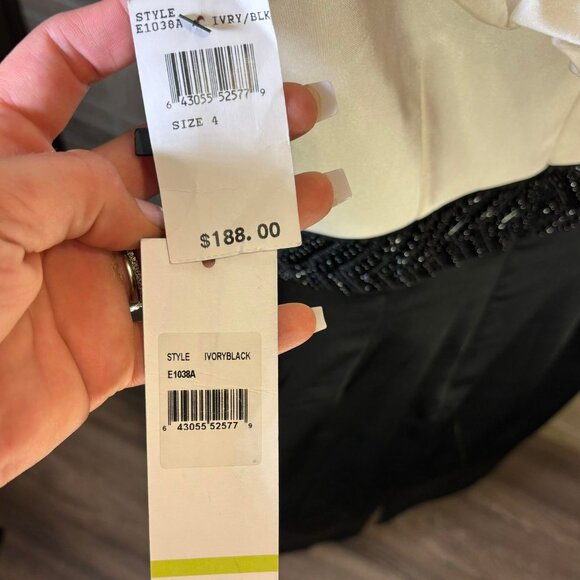 STYLE
E1038A IVRY/BLK
6 43055 52577 9
SIZE 4
$188.00
STYLE IVORYBLACK
E1038A
6 43055 52577 9